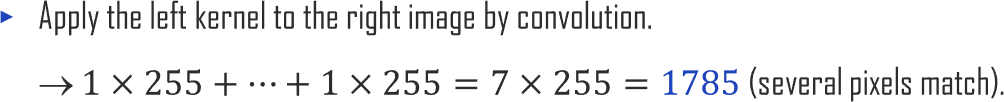 ▸ Apply the left kernel to the right image by convolution.
→ 1 × 255 + ⋯ + 1 × 255 = 7 × 255 = 1785 (several pixels match).